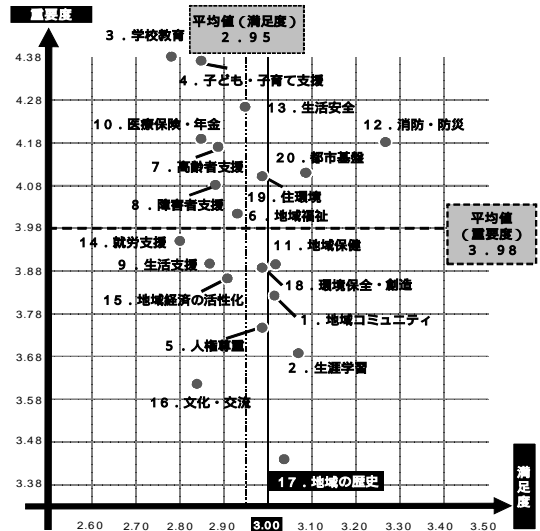 重要度
平均値（満足度）
２．９５
３．学校教育
４．子ども・子育て支援
１３．生活安全
１０．医療保険・年金
１２．消防・防災
７．高齢者支援
２０．都市基盤
８．障害者支援
１９．住環境
６．地域福祉
平均値
（重要度）
３．９８
１４．就労支援
１１．地域保健
９．生活支援
１８．環境保全・創造
１５．地域経済の活性化
１．地域コミュニティ
５．人権尊重
２．生涯学習
１６．文化・交流
１７．地域の歴史
満足度
4.38
4.28
4.18
4.08
3.98
3.88
3.78
3.68
3.58
3.48
3.38
2.60 2.70 2.80 2.90 3.00 3.10 3.20 3.30 3.40 3.50